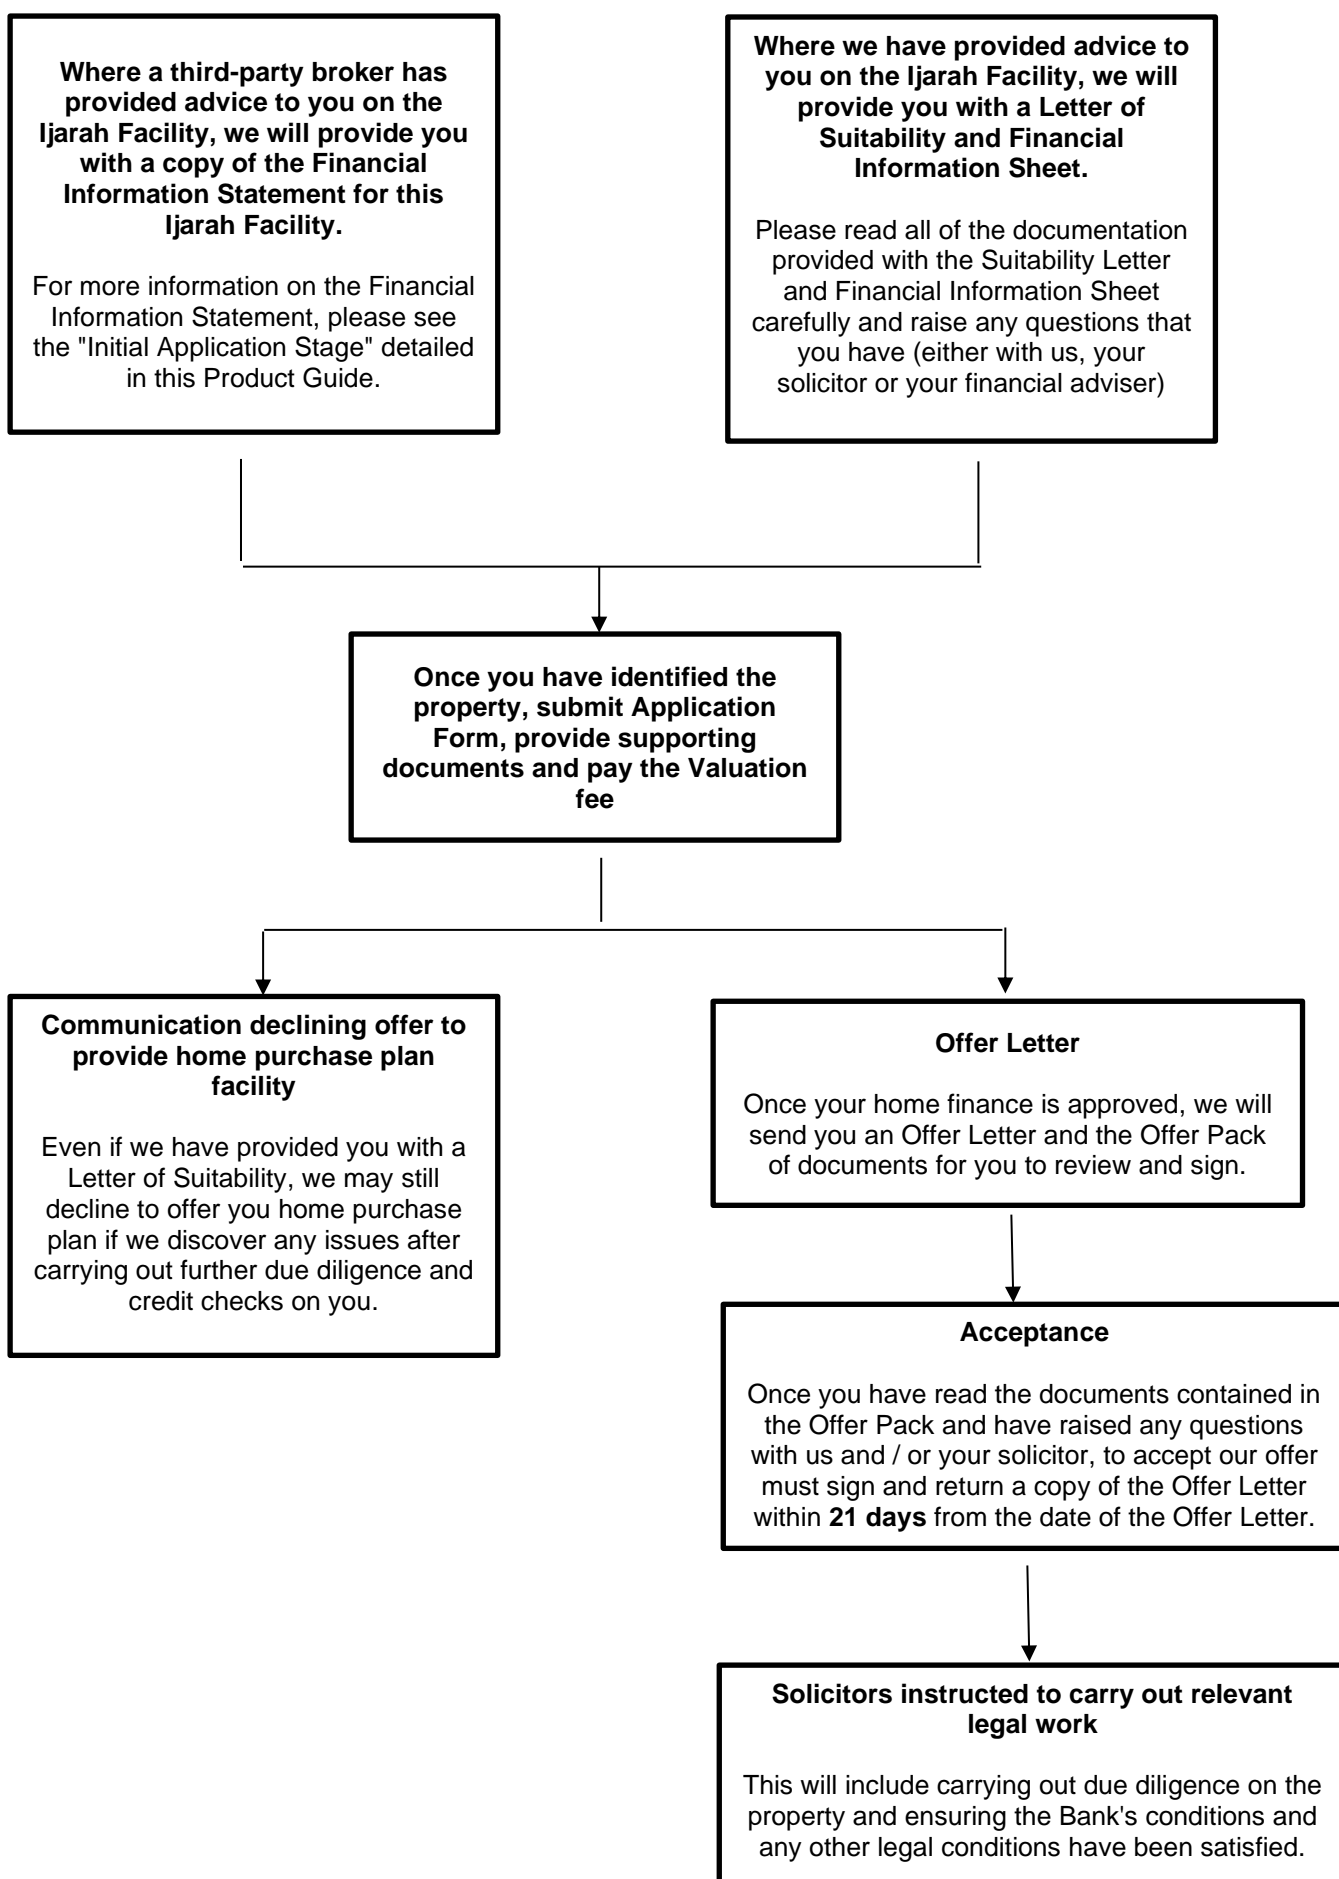 Where a third-party broker has
provided advice to you on the
Ijarah Facility, we will provide you
with a copy of the Financial
Information Statement for this
Ijarah Facility.
For more information on the Financial
Information Statement, please see
the "Initial Application Stage" detailed
in this Product Guide.
Where we have provided advice to
you on the Ijarah Facility, we will
provide you with a Letter of
Suitability and Financial
Information Sheet.
Please read all of the documentation
provided with the Suitability Letter
and Financial Information Sheet
carefully and raise any questions that
you have (either with us, your
solicitor or your financial adviser)
Once you have identified the
property, submit Application
Form, provide supporting
documents and pay the Valuation
fee
Communication declining offer to
provide home purchase plan
facility
Even if we have provided you with a
Letter of Suitability, we may still
decline to offer you home purchase
plan if we discover any issues after
carrying out further due diligence and
credit checks on you.
Offer Letter
Once your home finance is approved, we will
send you an Offer Letter and the Offer Pack
of documents for you to review and sign.
Acceptance
Once you have read the documents contained in
the Offer Pack and have raised any questions
with us and / or your solicitor, to accept our offer
must sign and return a copy of the Offer Letter
within 21 days from the date of the Offer Letter.
Solicitors instructed to carry out relevant
legal work
This will include carrying out due diligence on the
property and ensuring the Bank's conditions and
any other legal conditions have been satisfied.